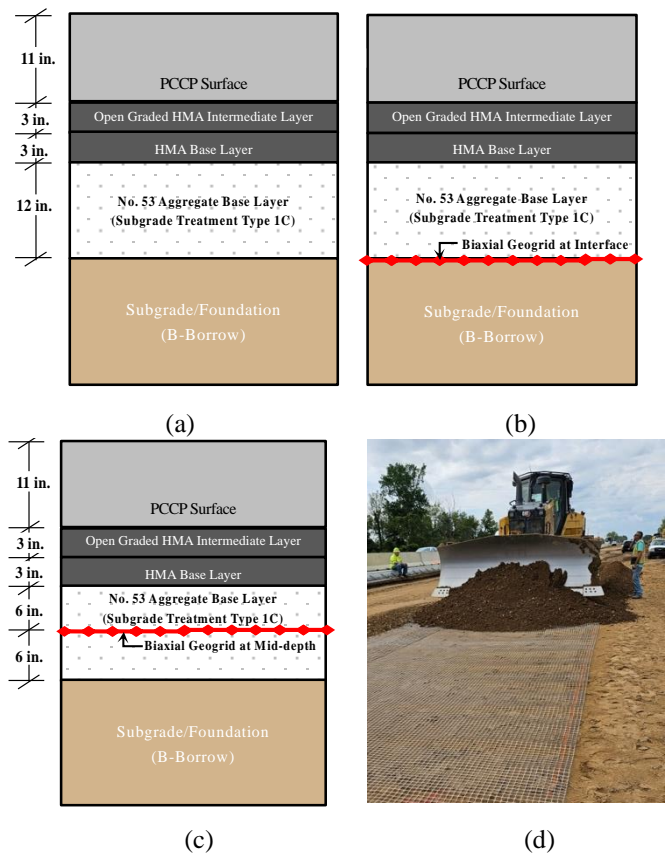 11 in.
3 in.
3 in.
12 in.
PCCP Surface
Open Graded HMA Intermediate Layer
HMA Base Layer
No. 53 Aggregate Base Layer
(Subgrade Treatment Type 1C)
Subgrade/Foundation
(B-Borrow)
(a)
PCCP Surface
Open Graded HMA Intermediate Layer
HMA Base Layer
No. 53 Aggregate Base Layer
(Subgrade Treatment Type 1C)
Biaxial Geogrid at Interface
Subgrade/Foundation
(B-Borrow)
(b)
11 in.
3 in.
3 in.
6 in.
6 in.
PCCP Surface
Open Graded HMA Intermediate Layer
HMA Base Layer
No. 53 Aggregate Base Layer
(Subgrade Treatment Type 1C)
Biaxial Geogrid at Mid-depth
Subgrade/Foundation
(B-Borrow)
(c)
(d)